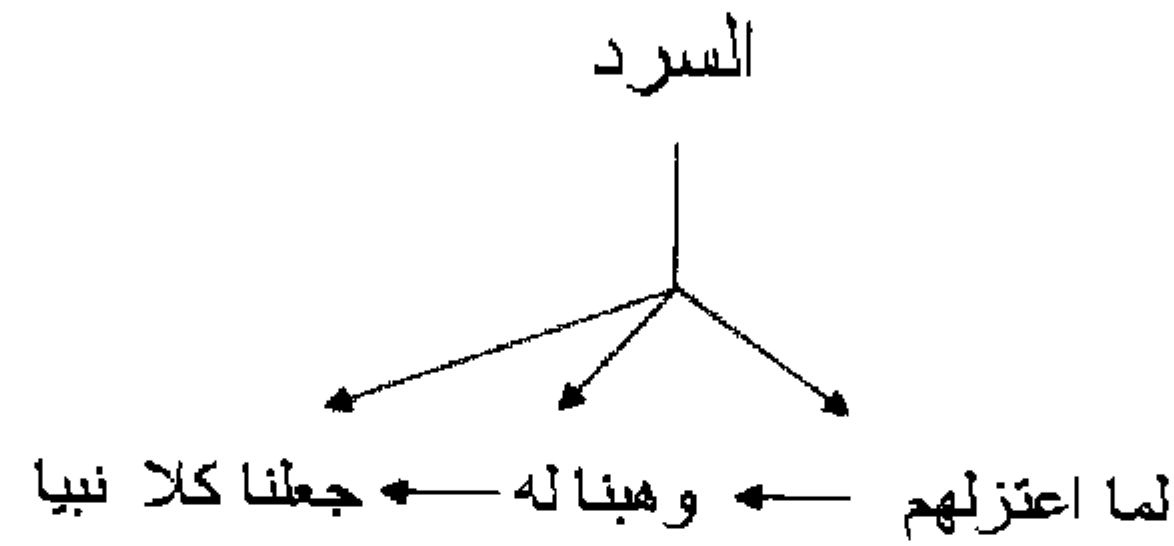 السرد
لما اعتزلهم ← وهبنا له ← جعلنا كلا نبيا